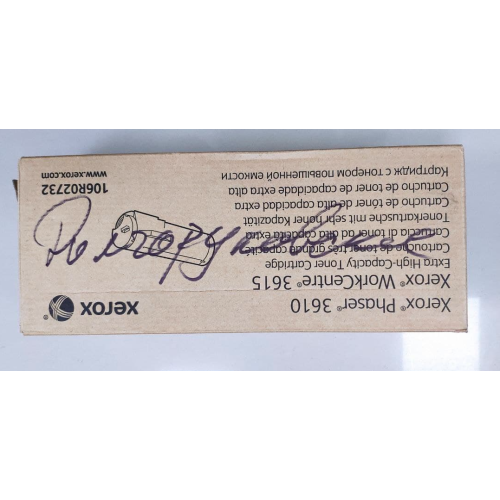 Xerox® Phaser® 3610
Xerox® WorkCentre® 3615
Extra High-Capacity Toner Cartridge
Cartouche de toner très grande capacité
Cartuccia di toner ad alta capacità extra
Tonerkartusche mit sehr hoher Kapazität
Cartucho de tóner de alta capacidad extra
Cartucho de toner de capacidade extra alta
Картридж с тонером повышенной емкости
xerox
106R02732
www.xerox.com